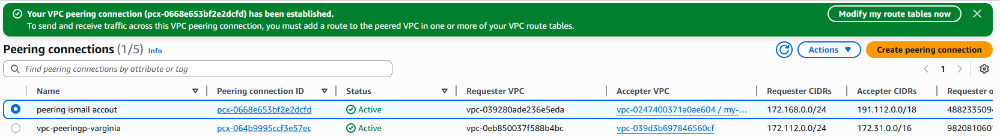 Your VPC peering connection (pcx-0668e653bf2e2dcfd) has been established.
To send and receive traffic across this VPC peering connection, you must add a route to the peered VPC in one or more of your VPC route tables.
Modify my route tables now
Peering connections (1/5) Info
Actions
Create peering connection
Find peering connections by attribute or tag
1
Name Peering connection ID Status Requester VPC Accepter VPC Requester CIDRs Accepter CIDRs Requester o
peering ismail accout pcx-0668e653bf2e2dcfd Active vpc-039280ade236e5eda vpc-0247400371a0ae604 / my-... 172.168.0.0/24 191.112.0.0/18 4882335094
vpc-peeringp-varginia pcx-064b9995ccf3e57ec Active vpc-0eb850037f588b4bc vpc-039d3b697846560cf 172.112.0.0/24 172.31.0.0/16 982081060